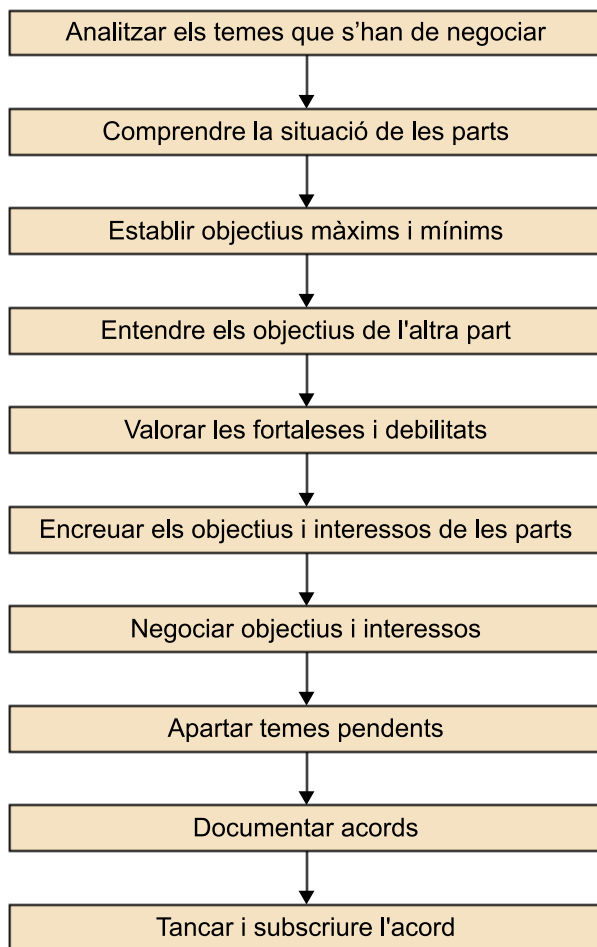 Analitzar els temes que s’han de negociar
Comprendre la situació de les parts
Establir objectius màxims i mínims
Entendre els objectius de l'altra part
Valorar les fortaleses i debilitats
Encreuar els objectius i interessos de les parts
Negociar objectius i interessos
Apartar temes pendents
Documentar acords
Tancar i subscriure l'acord